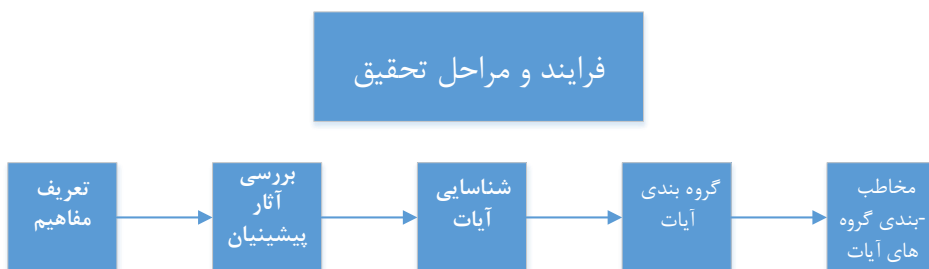 فرایند و مراحل تحقیق
تعریف
مفاهیم
بررسی
آثار
پیشینیان
شناسایی
آیات
گروه بندی
آیات
مخاطب
-بندی گروه
های آیات